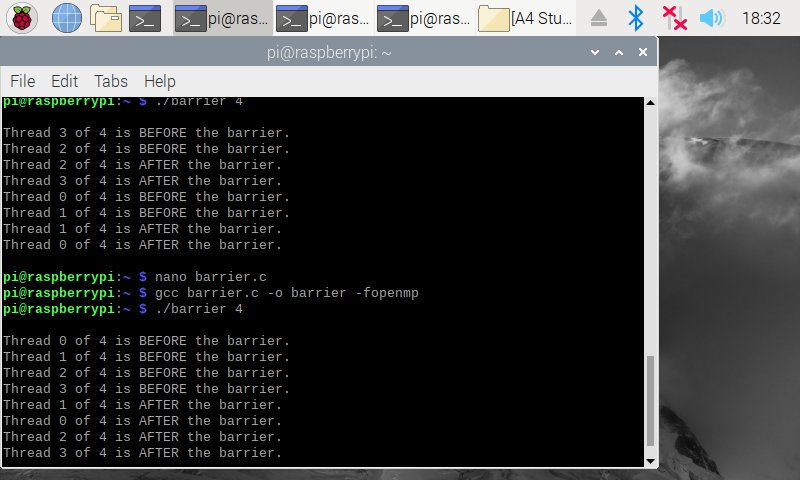 pi@ras... pi@ras... pi@ras... [A4 Stu... 18:32
pi@raspberrypi: ~
File Edit Tabs Help
pi@raspberrypi:~ $ ./barrier 4
Thread 3 of 4 is BEFORE the barrier.
Thread 2 of 4 is BEFORE the barrier.
Thread 2 of 4 is AFTER the barrier.
Thread 3 of 4 is AFTER the barrier.
Thread 0 of 4 is BEFORE the barrier.
Thread 1 of 4 is BEFORE the barrier.
Thread 1 of 4 is AFTER the barrier.
Thread 0 of 4 is AFTER the barrier.
pi@raspberrypi:~ $ nano barrier.c
pi@raspberrypi:~ $ gcc barrier.c -o barrier -fopenmp
pi@raspberrypi:~ $ ./barrier 4
Thread 0 of 4 is BEFORE the barrier.
Thread 1 of 4 is BEFORE the barrier.
Thread 2 of 4 is BEFORE the barrier.
Thread 3 of 4 is BEFORE the barrier.
Thread 1 of 4 is AFTER the barrier.
Thread 0 of 4 is AFTER the barrier.
Thread 2 of 4 is AFTER the barrier.
Thread 3 of 4 is AFTER the barrier.